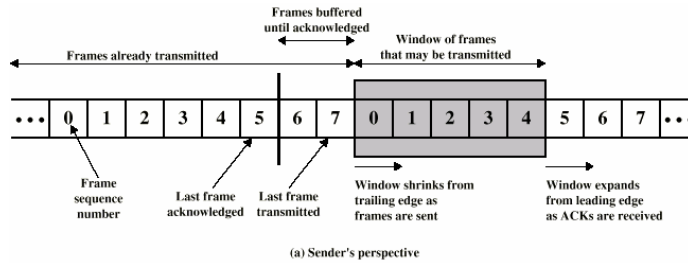 Frames buffered
until acknowledged
Window of frames
that may be transmitted
Frames already transmitted
••• 0 1 2 3 4 5 6 7 0 1 2 3 4 5 6 7 •••
Frame
sequence
number
Last frame
acknowledged
Last frame
transmitted
Window shrinks from
trailing edge as
frames are sent
Window expands
from leading edge
as ACKs are received
(a) Sender's perspective